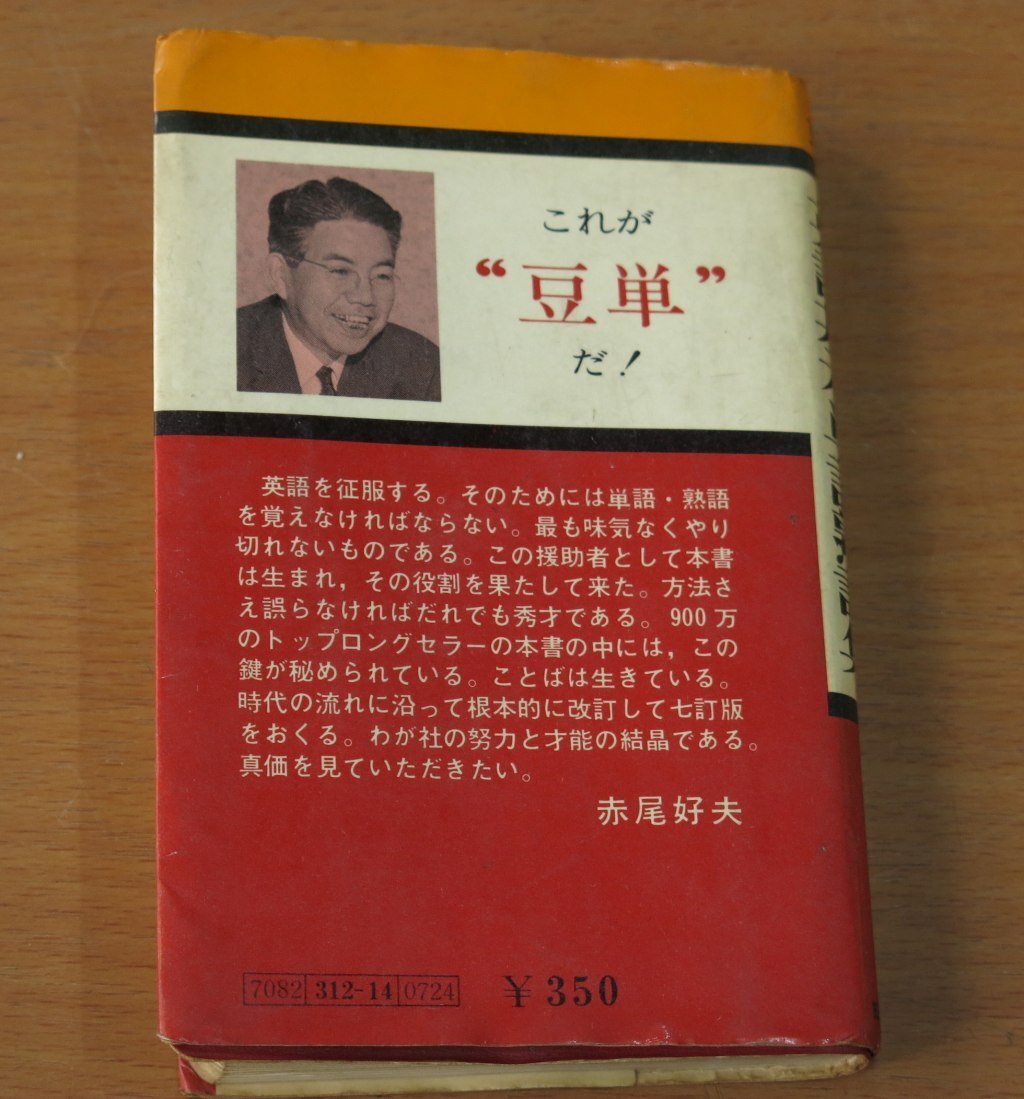 これが
“豆単”
だ！
英語を征服する。そのためには単語・熟語
を覚えなければならない。最も味気なくやり
切れないものである。この援助者として本書
は生まれ，その役割を果たして来た。方法さ
え誤らなければだれでも秀才である。900万
のトップロングセラーの本書の中には，この
鍵が秘められている。ことばは生きている。
時代の流れに沿って根本的に改訂して七訂版
をおくる。わが社の努力と才能の結晶である。
真価を見ていただきたい。
赤尾好夫
7082 312-14 0724 ￥350